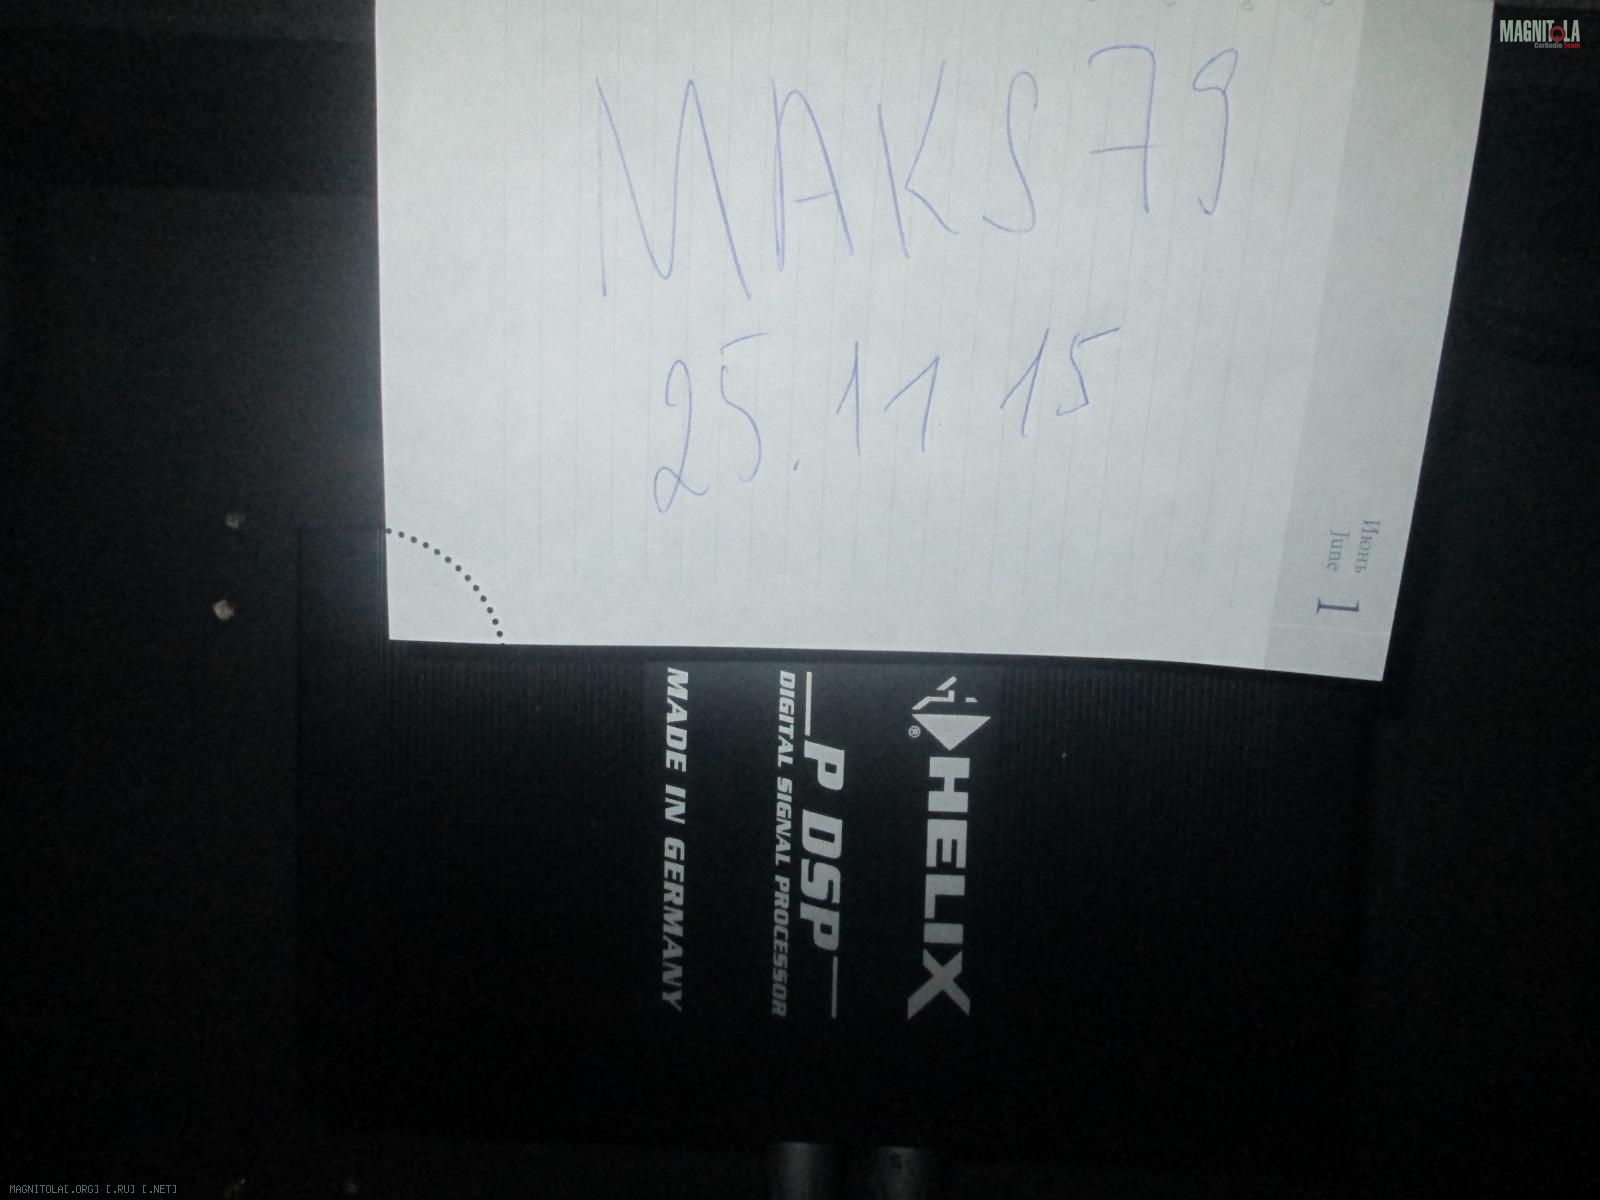 MAGNITOLA
CarAudio Team
MAKS79
25.11 15
Июнь
June
1
HELIX
®
P DSP
DIGITAL SIGNAL PROCESSOR
MADE IN GERMANY
MAGNITOLA[.ORG] [.RU] [.NET]